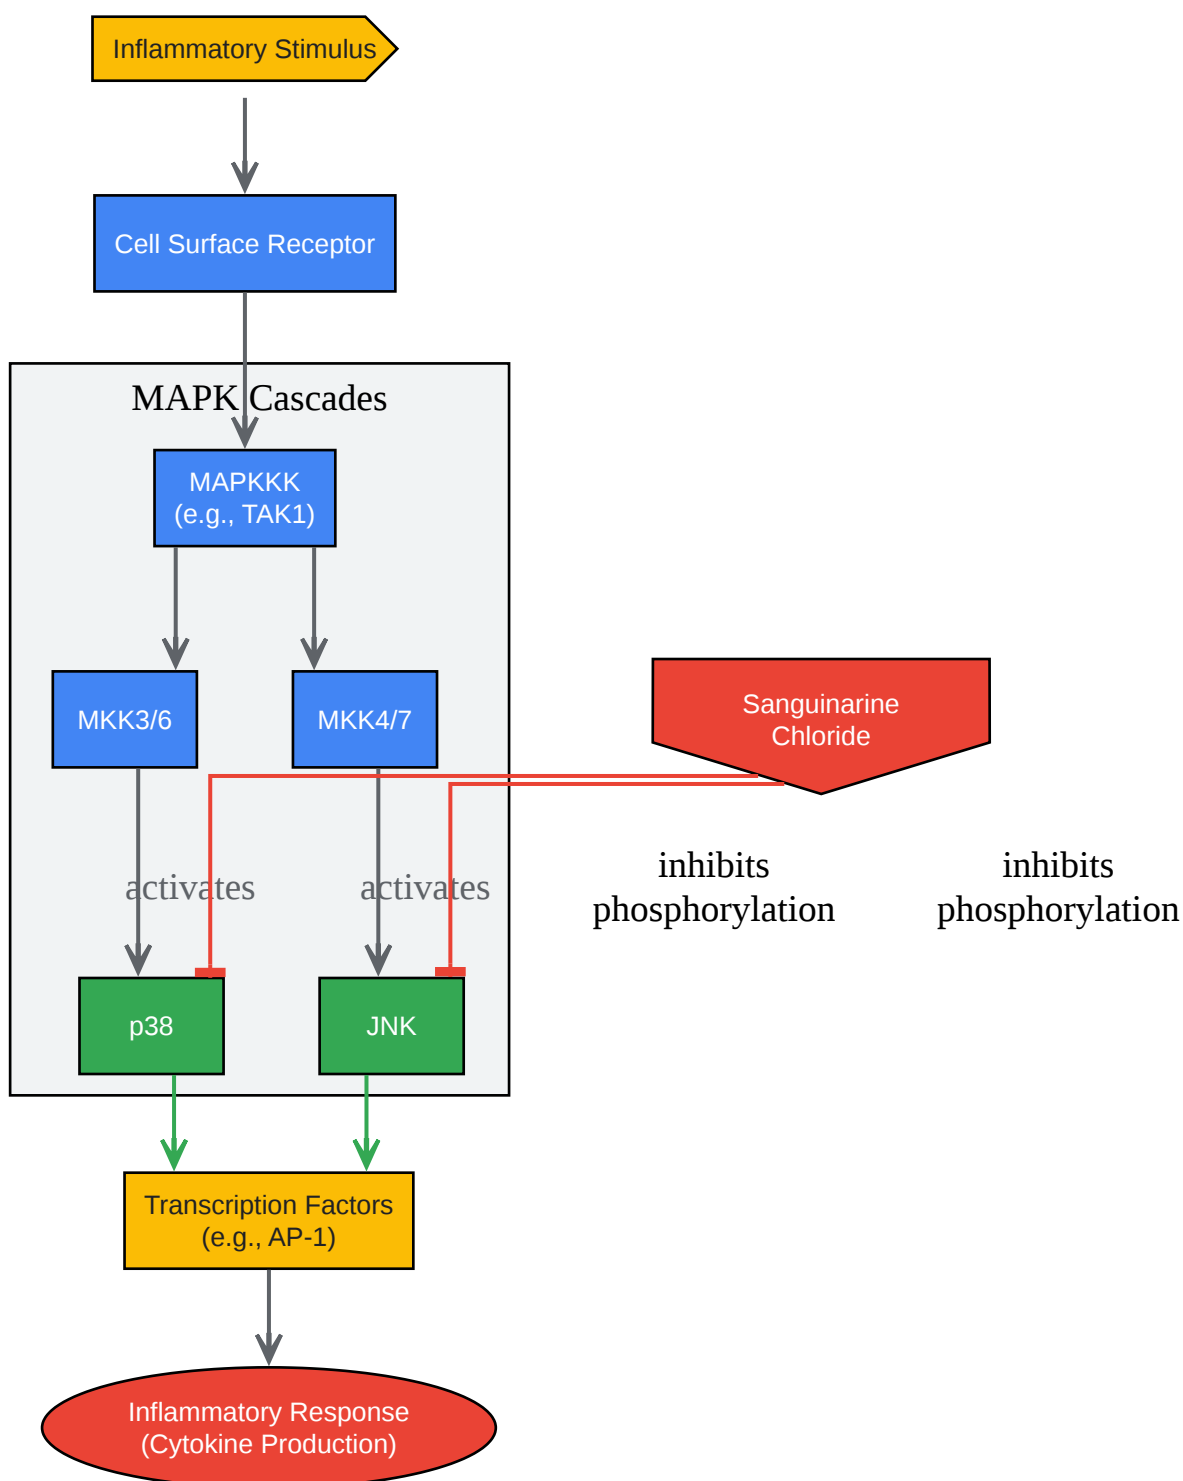 Inflammatory Stimulus
Cell Surface Receptor
MAPK Cascades
MAPKKK
(e.g., TAK1)
MKK3/6
MKK4/7
Sanguinarine
Chloride
activates
activates
inhibits
phosphorylation
inhibits
phosphorylation
p38
JNK
Transcription Factors
(e.g., AP-1)
Inflammatory Response
(Cytokine Production)